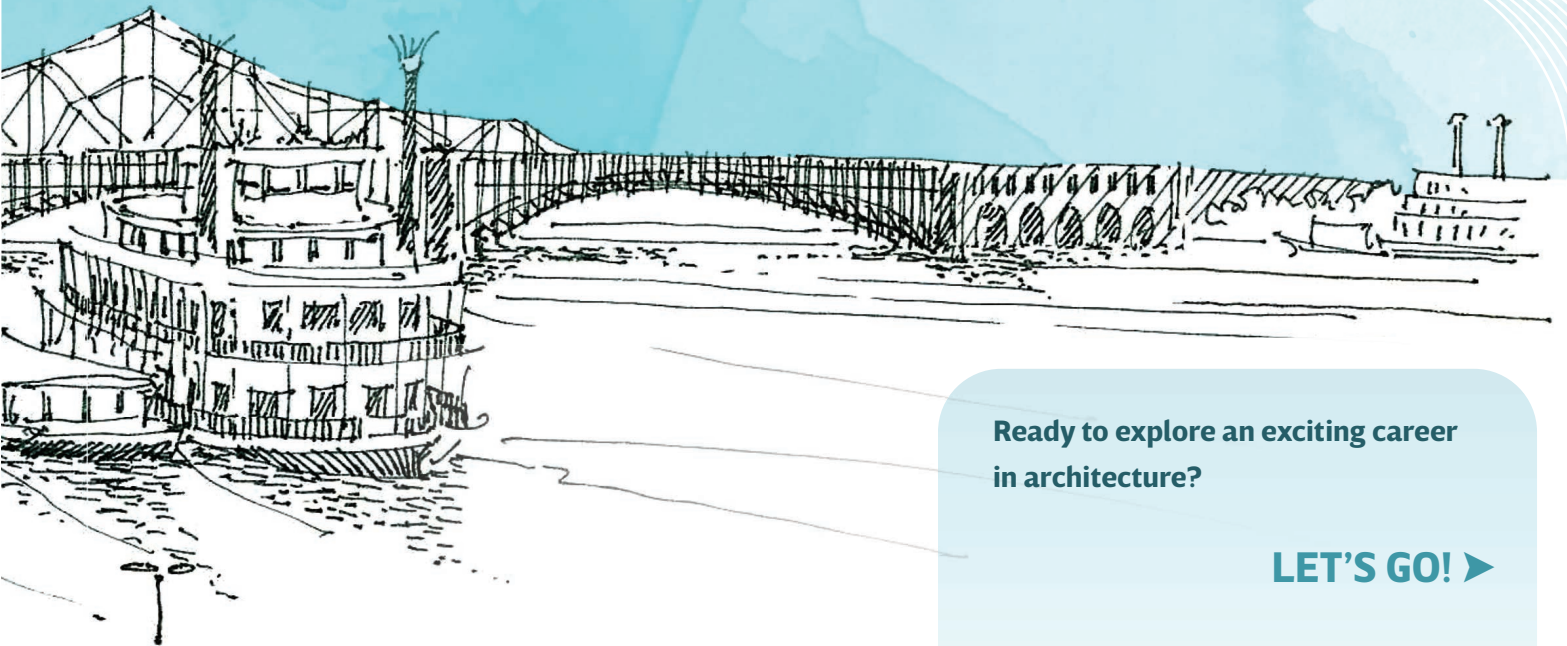 Ready to explore an exciting career
in architecture?
LET’S GO! ➤